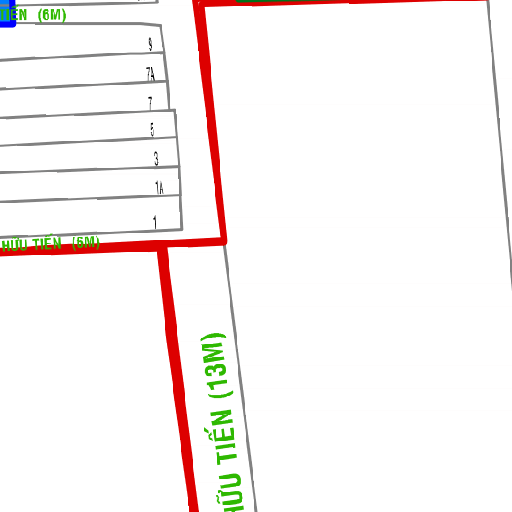 TIẾN (6M)
9
7A
7
5
3
1A
1
HỮU TIẾN (6M)
HỮU TIẾN (13M)